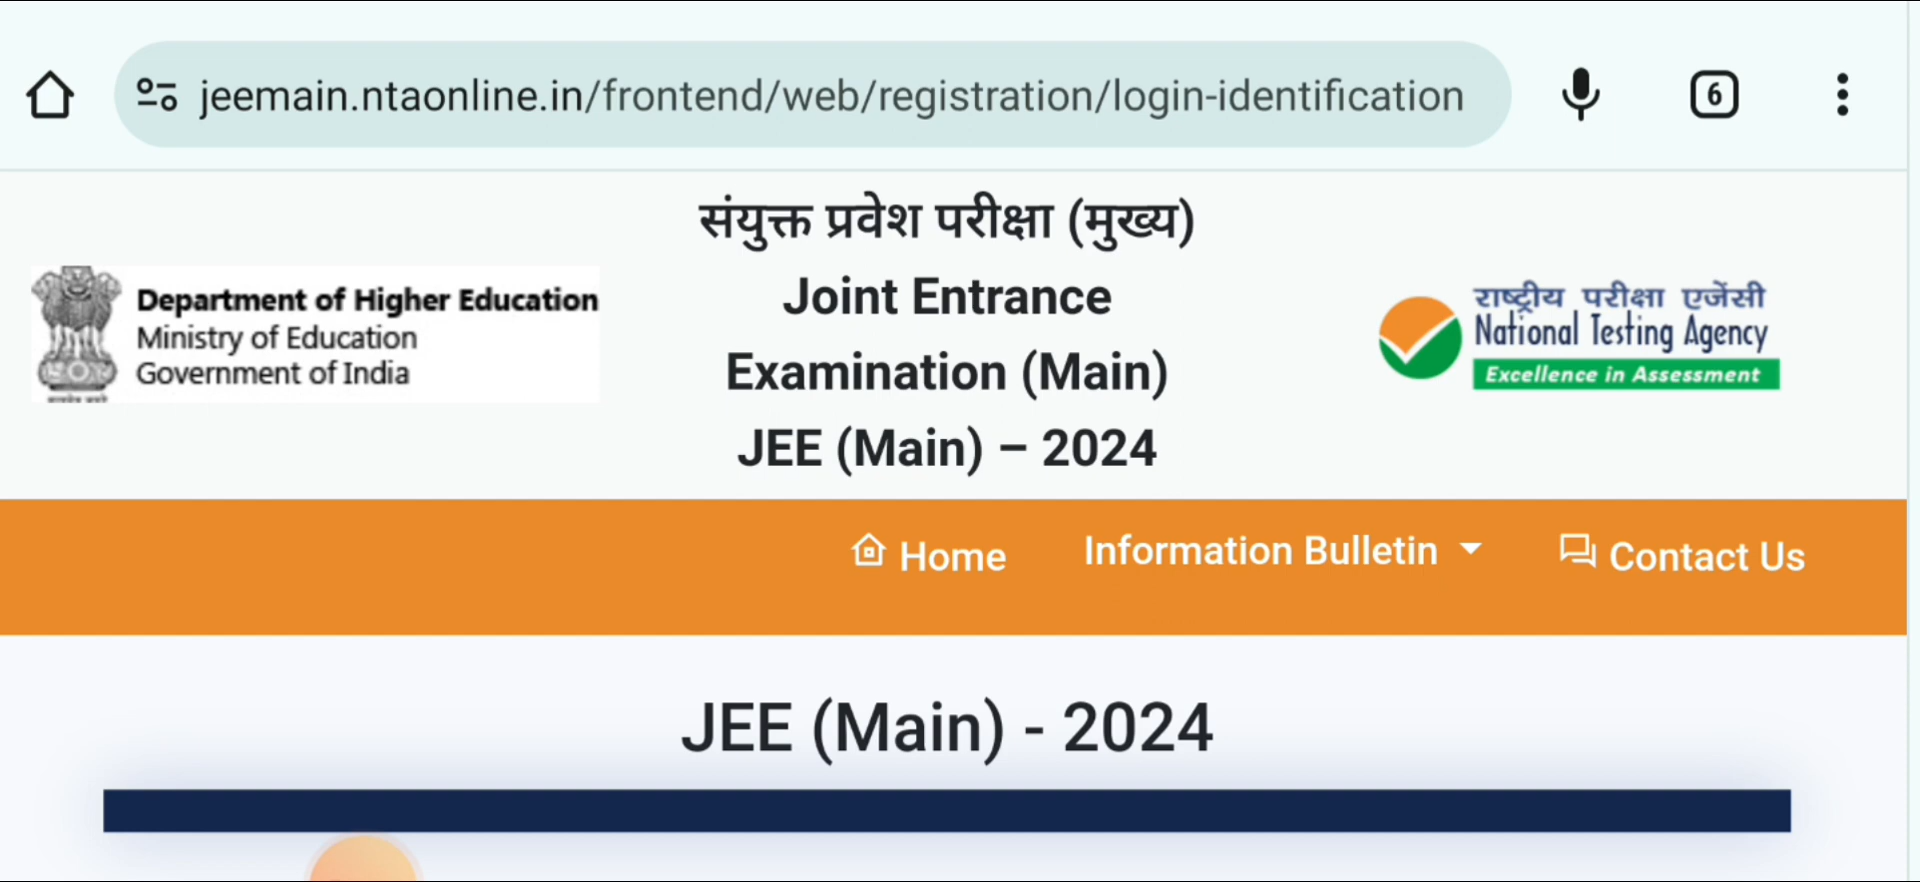 jeemain.ntaonline.in/frontend/web/registration/login-identification
6
संयुक्त प्रवेश परीक्षा (मुख्य)
Joint Entrance
Examination (Main)
JEE (Main) – 2024
Department of Higher Education
Ministry of Education
Government of India
राष्ट्रीय परीक्षा एजेंसी
National Testing Agency
Excellence in Assessment
Home
Information Bulletin
Contact Us
JEE (Main) - 2024